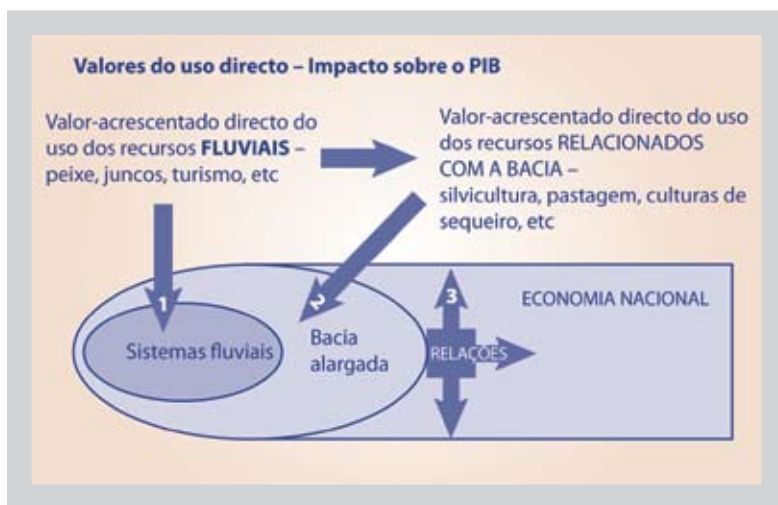 Valores do uso directo – Impacto sobre o PIB
Valor-acrescentado directo do
uso dos recursos FLUVIAIS –
peixe, juncos, turismo, etc
Valor-acrescentado directo do uso
dos recursos RELACIONADOS
COM A BACIA –
silvicultura, pastagem, culturas de
sequeiro, etc
1
2
3
ECONOMIA NACIONAL
Sistemas fluviais
Bacia
alargada
RELAÇÕES